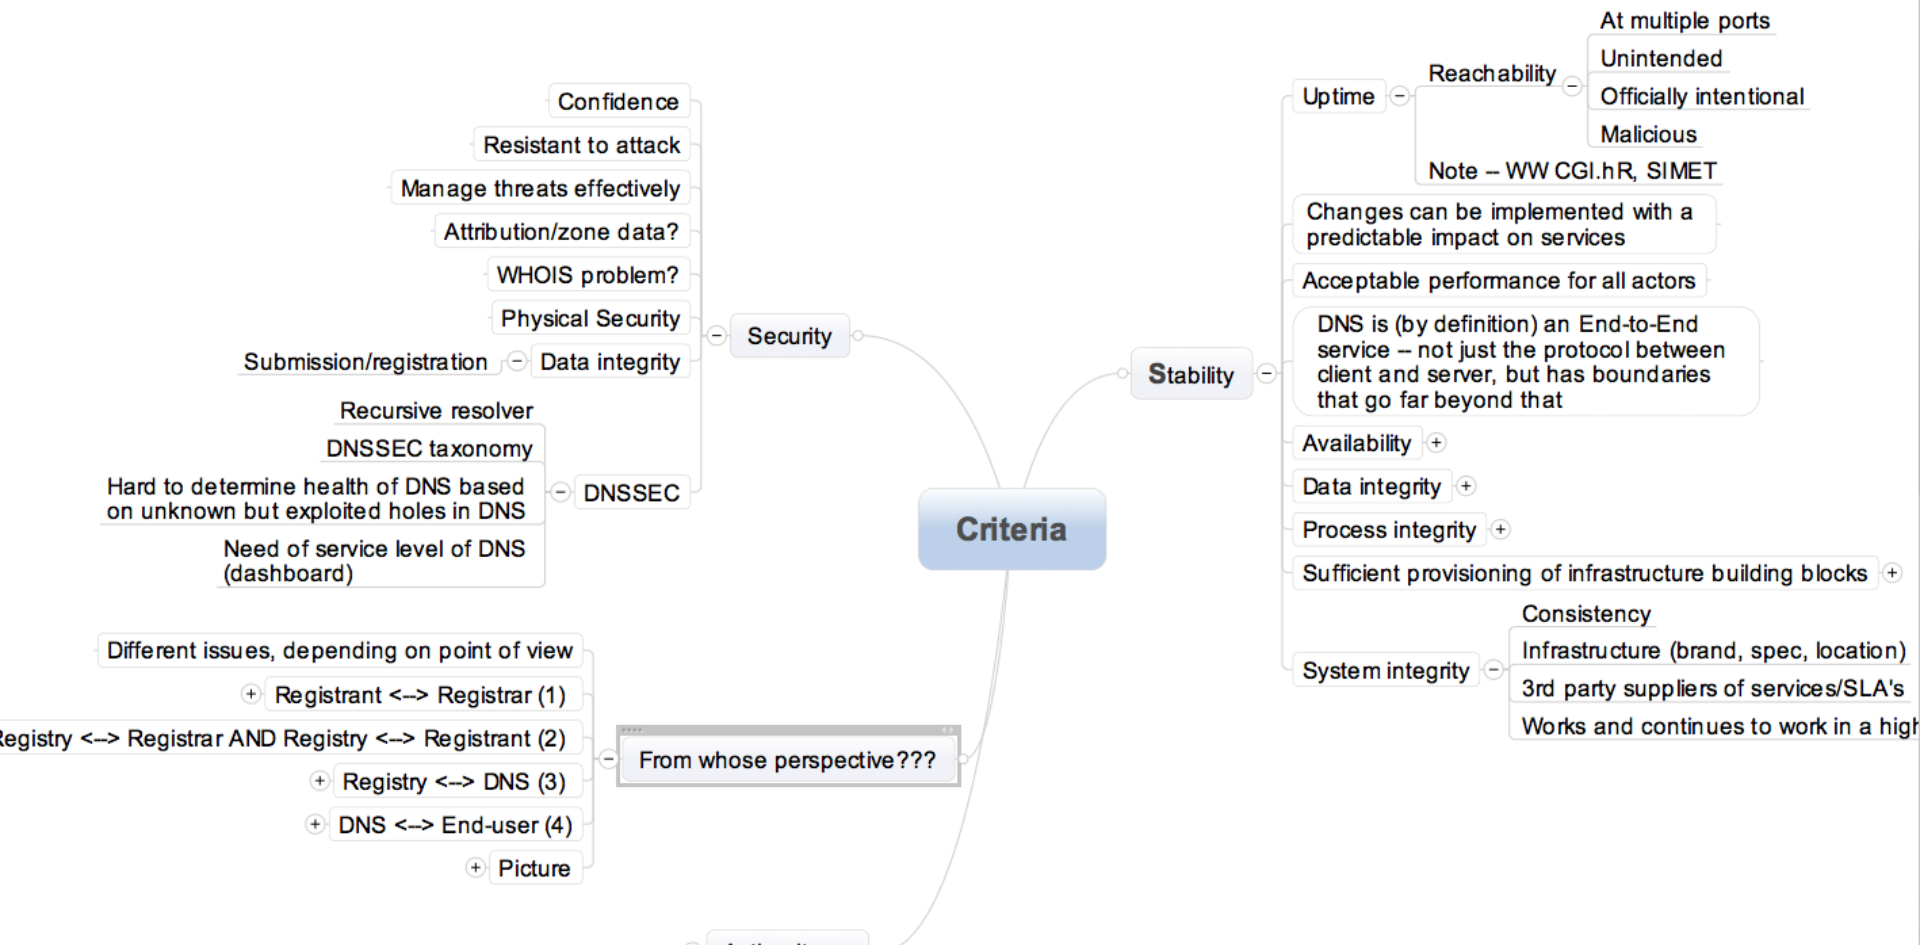 Confidence
Resistant to attack
Manage threats effectively
Attribution/zone data?
WHOIS problem?
Physical Security
Submission/registration
Data integrity
Recursive resolver
DNSSEC taxonomy
Hard to determine health of DNS based
on unknown but exploited holes in DNS
Need of service level of DNS
(dashboard)
DNSSEC
Security
Different issues, depending on point of view
Registrant <--> Registrar (1)
<--> Registrar AND Registry <--> Registrant (2)
Registry <--> DNS (3)
DNS <--> End-user (4)
Picture
From whose perspective???
Criteria
Stability
Uptime
Reachability
At multiple ports
Unintended
Officially intentional
Malicious
Note -- WW CGI.hR, SIMET
Changes can be implemented with a
predictable impact on services
Acceptable performance for all actors
DNS is (by definition) an End-to-End
service -- not just the protocol between
client and server, but has boundaries
that go far beyond that
Availability
Data integrity
Process integrity
Sufficient provisioning of infrastructure building blocks
System integrity
Consistency
Infrastructure (brand, spec, location)
3rd party suppliers of services/SLA's
Works and continues to work in a